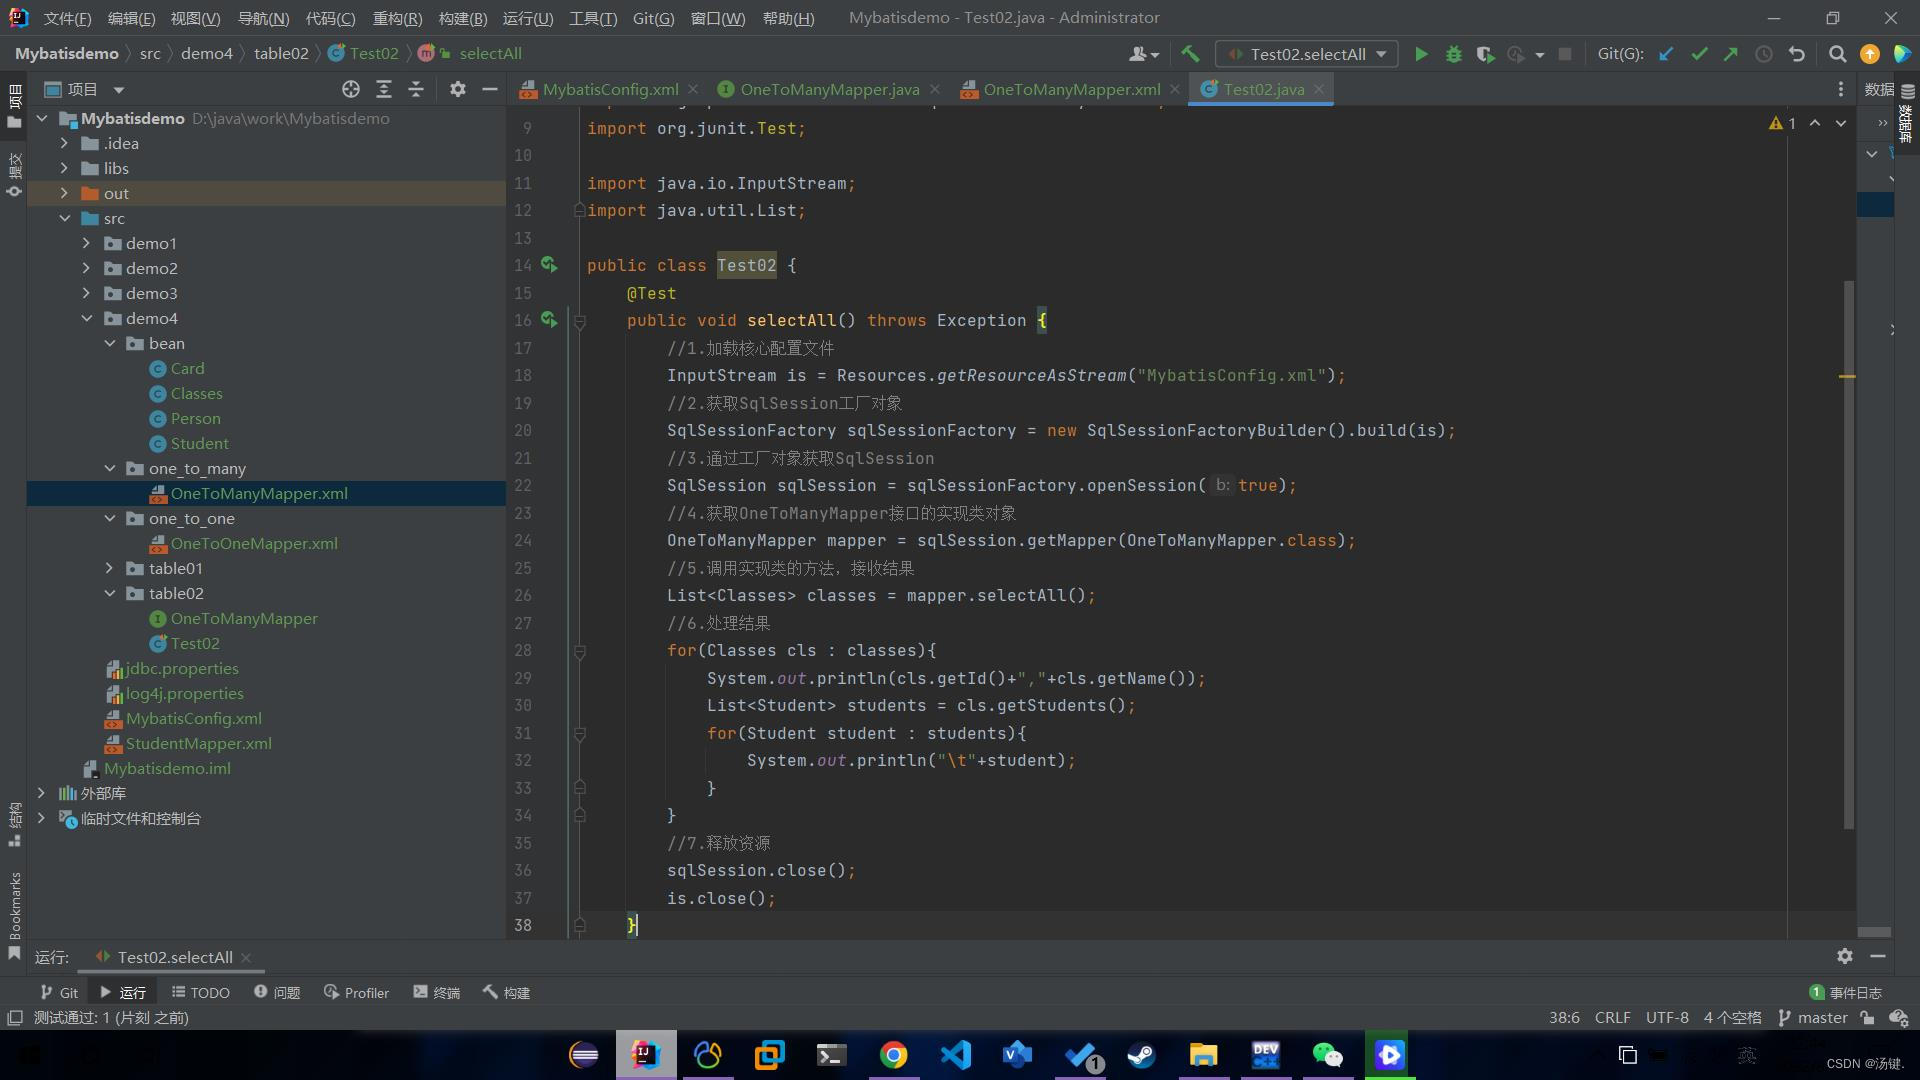 文件(F) 编辑(E) 视图(V) 导航(N) 代码(C) 重构(R) 构建(B) 运行(U) 工具(T) Git(G) 窗口(W) 帮助(H) Mybatisdemo - Test02.java - Administrator
Mybatisdemo src demo4 table02 Test02 selectAll
Test02.selectAll
Git(G):
项目
MybatisConfig.xml
OneToManyMapper.java
OneToManyMapper.xml
Test02.java
数据
项目
提交
结构
Bookmarks
数据库
Mybatisdemo D:\java\work\Mybatisdemo
.idea
libs
out
src
demo1
demo2
demo3
demo4
bean
Card
Classes
Person
Student
one_to_many
OneToManyMapper.xml
one_to_one
OneToOneMapper.xml
table01
table02
OneToManyMapper
Test02
jdbc.properties
log4j.properties
MybatisConfig.xml
StudentMapper.xml
Mybatisdemo.iml
外部库
临时文件和控制台
1
9 import org.junit.Test;
10
11 import java.io.InputStream;
12 import java.util.List;
13
14 public class Test02 {
15 @Test
16 public void selectAll() throws Exception {
17 //1.加载核心配置文件
18 InputStream is = Resources.getResourceAsStream("MybatisConfig.xml");
19 //2.获取SqlSession工厂对象
20 SqlSessionFactory sqlSessionFactory = new SqlSessionFactoryBuilder().build(is);
21 //3.通过工厂对象获取SqlSession
22 SqlSession sqlSession = sqlSessionFactory.openSession( b: true);
23 //4.获取OneToManyMapper接口的实现类对象
24 OneToManyMapper mapper = sqlSession.getMapper(OneToManyMapper.class);
25 //5.调用实现类的方法，接收结果
26 List<Classes> classes = mapper.selectAll();
27 //6.处理结果
28 for(Classes cls : classes){
29 System.out.println(cls.getId()+","+cls.getName());
30 List<Student> students = cls.getStudents();
31 for(Student student : students){
32 System.out.println("\t"+student);
33 }
34 }
35 //7.释放资源
36 sqlSession.close();
37 is.close();
38 }
运行: Test02.selectAll
Git 运行 TODO 问题 Profiler 终端 构建
1 事件日志
测试通过: 1 (片刻 之前)
38:6 CRLF UTF-8 4 个空格 master
IJ
DEV C++
1
英
CSDN @汤键.